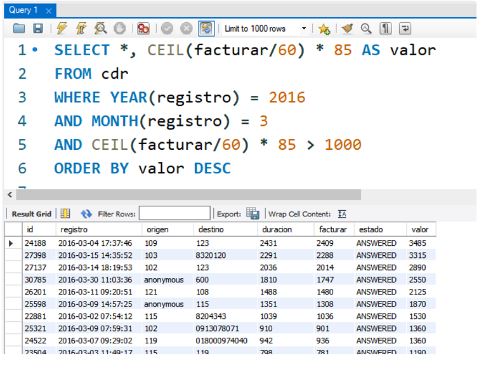 Query 1
Limit to 1000 rows
1 SELECT *, CEIL(facturar/60) * 85 AS valor
2 FROM cdr
3 WHERE YEAR(registro) = 2016
4 AND MONTH(registro) = 3
5 AND CEIL(facturar/60) * 85 > 1000
6 ORDER BY valor DESC
Result Grid Filter Rows: Export: Wrap Cell Content:
id registro origen destino duracion facturar estado valor
24188 2016-03-04 17:37:46 109 123 2431 2409 ANSWERED 3485
27398 2016-03-15 14:35:52 103 8320120 2291 2288 ANSWERED 3315
27137 2016-03-14 18:19:53 102 123 2036 2014 ANSWERED 2890
30785 2016-03-30 11:03:36 anonymous 600 1810 1747 ANSWERED 2550
26201 2016-03-11 09:20:51 121 108 1488 1480 ANSWERED 2125
25598 2016-03-09 14:57:25 anonymous 115 1351 1308 ANSWERED 1870
22881 2016-03-02 07:54:12 115 8204343 1039 1036 ANSWERED 1530
25321 2016-03-09 07:59:31 102 0913078071 910 901 ANSWERED 1360
24522 2016-03-07 09:29:02 119 018000974040 942 936 ANSWERED 1360
23504 2016-03-03 11:49:17 115 119 798 781 ANSWERED 1190